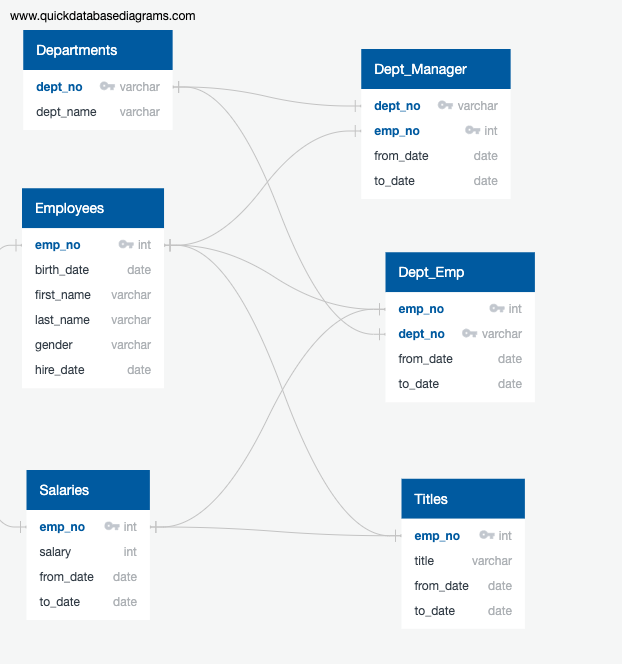 www.quickdatabasediagrams.com
Departments
dept_no varchar
dept_name varchar
Dept_Manager
dept_no varchar
emp_no int
from_date date
to_date date
Employees
emp_no int
birth_date date
first_name varchar
last_name varchar
gender varchar
hire_date date
Dept_Emp
emp_no int
dept_no varchar
from_date date
to_date date
Salaries
emp_no int
salary int
from_date date
to_date date
Titles
emp_no int
title varchar
from_date date
to_date date